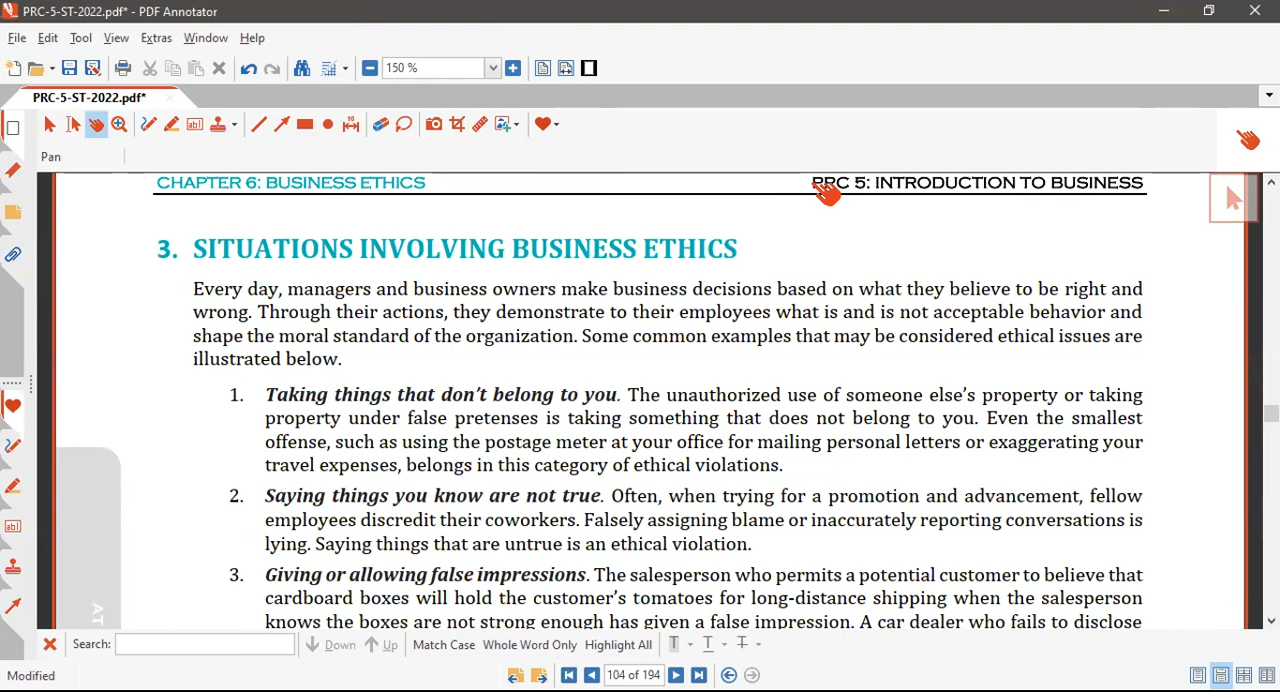 PRC-5-ST-2022.pdf* - PDF Annotator
File Edit Tool View Extras Window Help
150 %
PRC-5-ST-2022.pdf*
Pan
CHAPTER 6: BUSINESS ETHICS PRC 5: INTRODUCTION TO BUSINESS
3. SITUATIONS INVOLVING BUSINESS ETHICS
Every day, managers and business owners make business decisions based on what they believe to be right and
wrong. Through their actions, they demonstrate to their employees what is and is not acceptable behavior and
shape the moral standard of the organization. Some common examples that may be considered ethical issues are
illustrated below.
1. Taking things that don't belong to you. The unauthorized use of someone else's property or taking
property under false pretenses is taking something that does not belong to you. Even the smallest
offense, such as using the postage meter at your office for mailing personal letters or exaggerating your
travel expenses, belongs in this category of ethical violations.
2. Saying things you know are not true. Often, when trying for a promotion and advancement, fellow
employees discredit their coworkers. Falsely assigning blame or inaccurately reporting conversations is
lying. Saying things that are untrue is an ethical violation.
3. Giving or allowing false impressions. The salesperson who permits a potential customer to believe that
cardboard boxes will hold the customer's tomatoes for long-distance shipping when the salesperson
knows the boxes are not strong enough has given a false impression. A car dealer who fails to disclose
AT
Search: Down Up Match Case Whole Word Only Highlight All
Modified 104 of 194